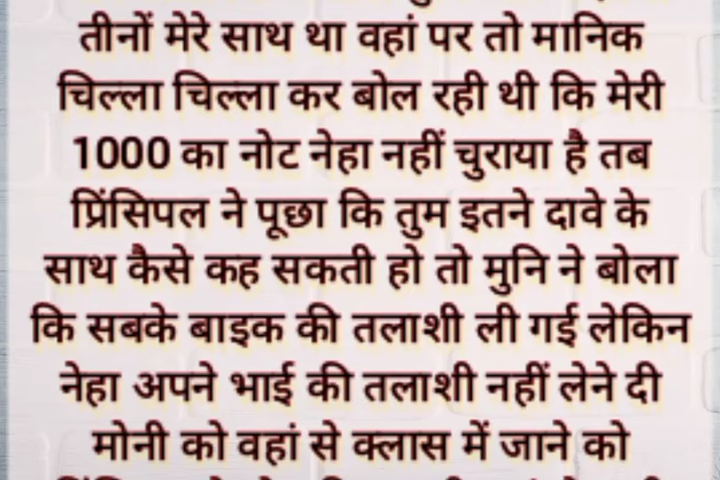 तीनों मेरे साथ था वहां पर तो मानिक
चिल्ला चिल्ला कर बोल रही थी कि मेरी
1000 का नोट नेहा नहीं चुराया है तब
प्रिंसिपल ने पूछा कि तुम इतने दावे के
साथ कैसे कह सकती हो तो मुनि ने बोला
कि सबके बाइक की तलाशी ली गई लेकिन
नेहा अपने भाई की तलाशी नहीं लेने दी
मोनी को वहां से क्लास में जाने को